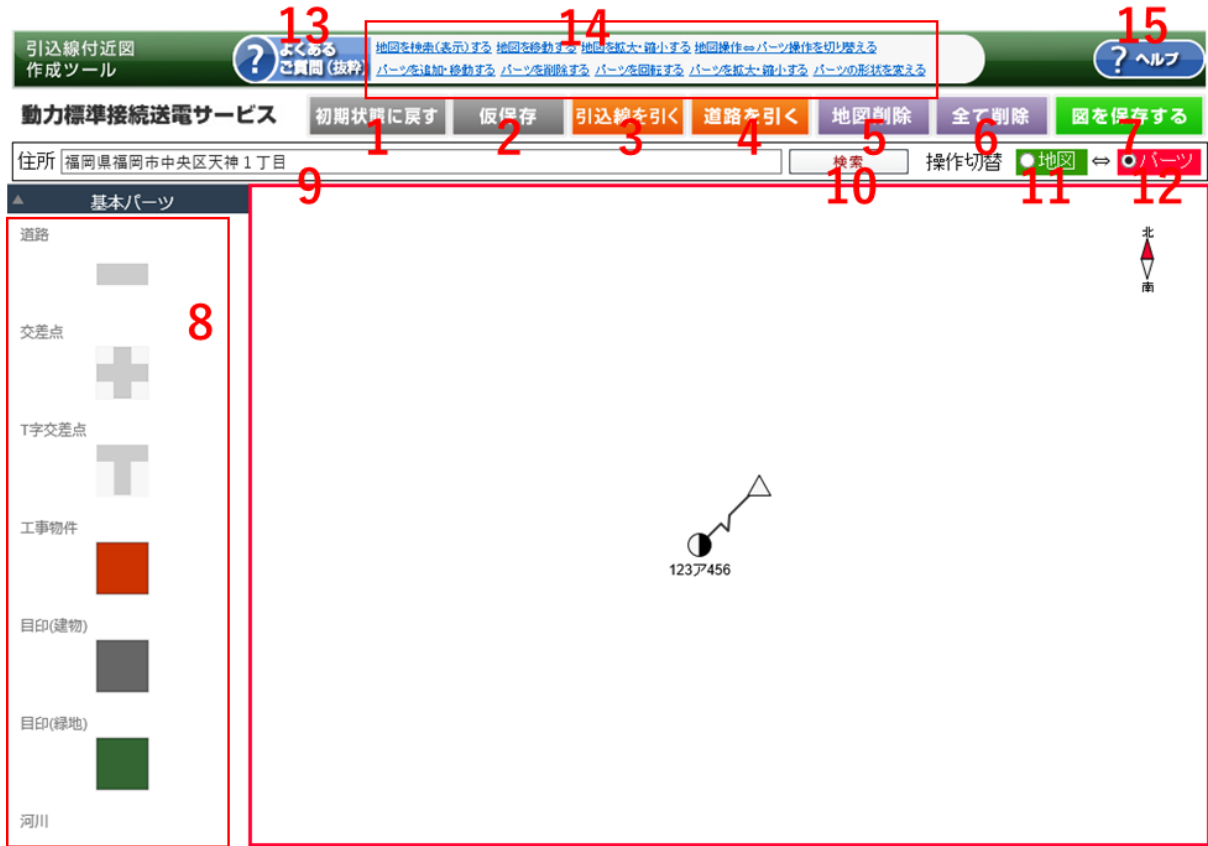 13
14
15
引込線付近図
作成ツール
よくある
ご質問(抜粋)
地図を検索(表示)する 地図を移動する 地図を拡大・縮小する 地図操作⇔パーツ操作を切り替える
パーツを追加・移動する パーツを削除する パーツを回転する パーツを拡大・縮小する パーツの形状を変える
? ヘルプ
動力標準接続送電サービス
初期状態に戻す 仮保存 引込線を引く 道路を引く 地図削除 全て削除 図を保存する
1 2 3 4 5 6 7
住所 福岡県福岡市中央区天神1丁目 検索 操作切替 地図 ⇔ パーツ
9 10 11 12
基本パーツ
道路
8
交差点
T字交差点
工事物件
目印(建物)
目印(緑地)
河川
北
南
123ア456